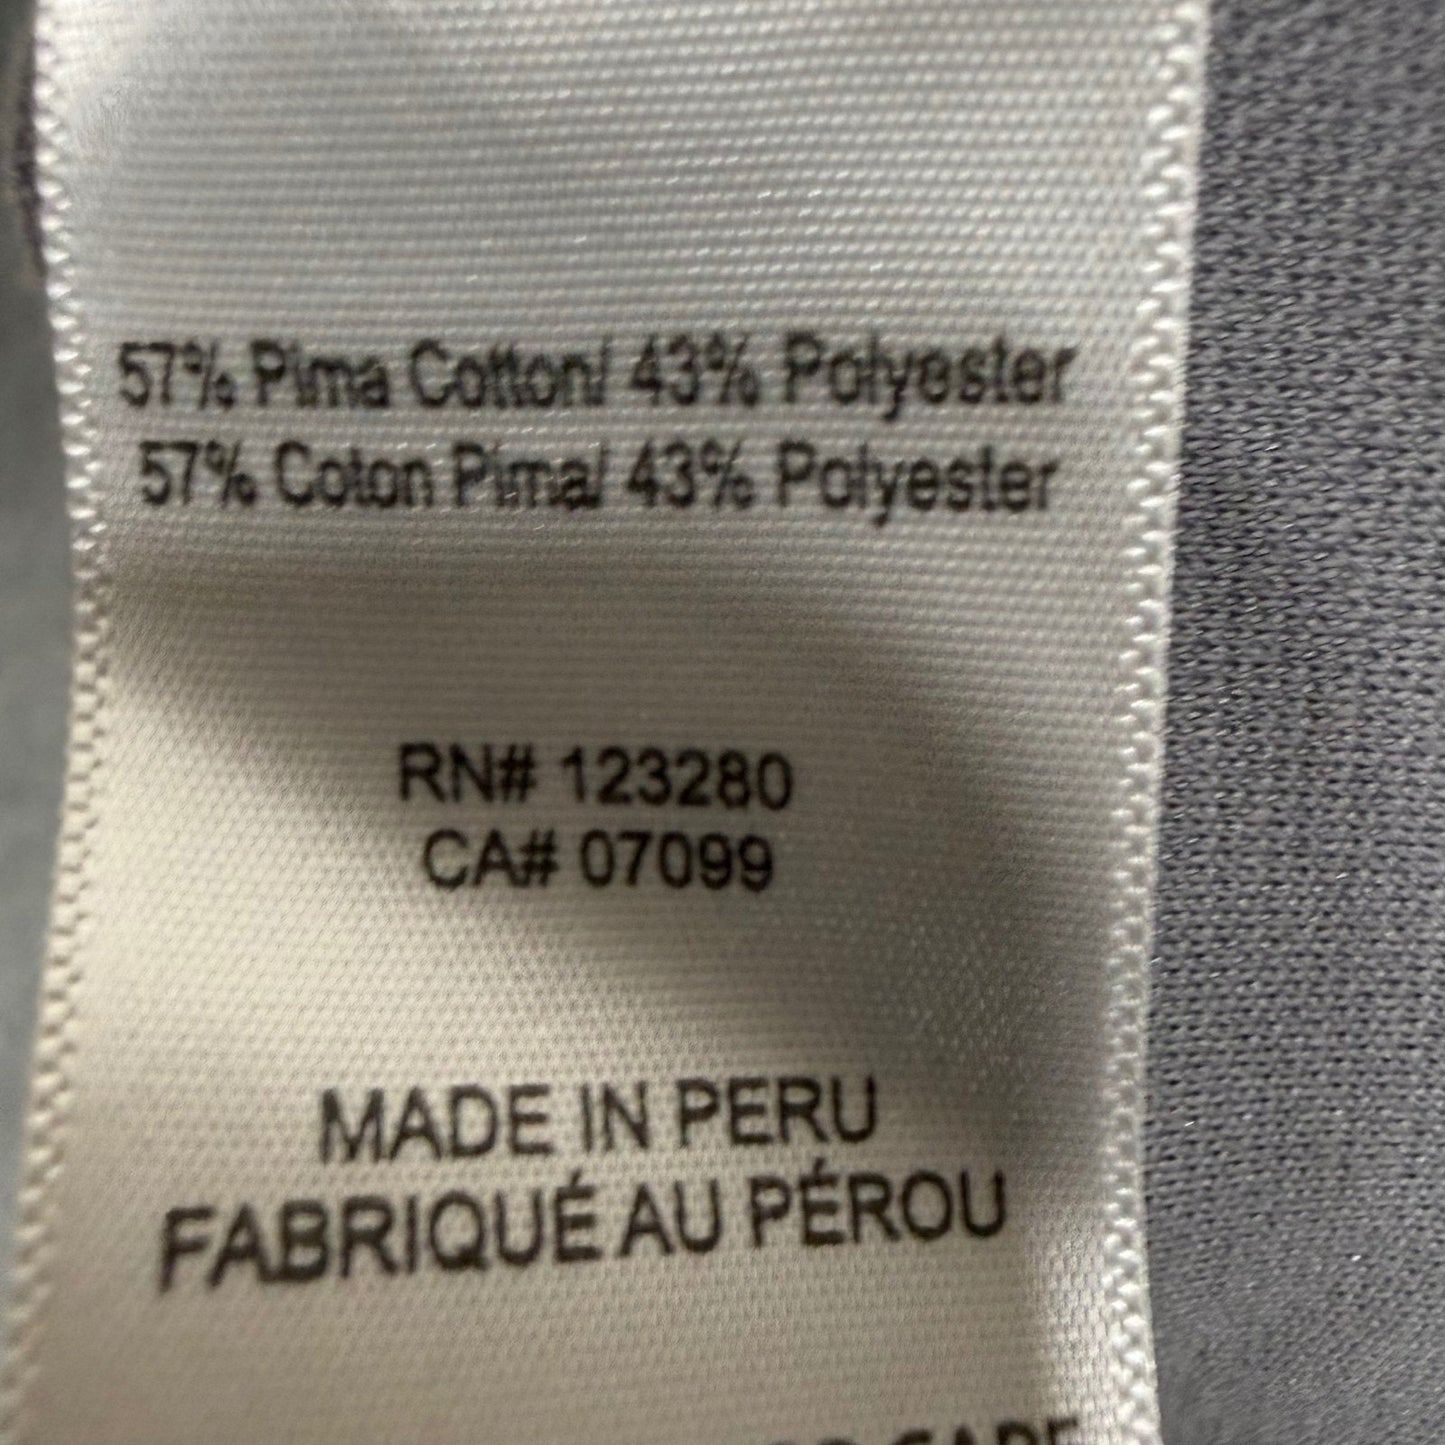 57% Pima Cotton/ 43% Polyester
57% Coton Pima/ 43% Polyester
RN# 123280
CA# 07099
MADE IN PERU
FABRIQUÉ AU PÉROU
CARE